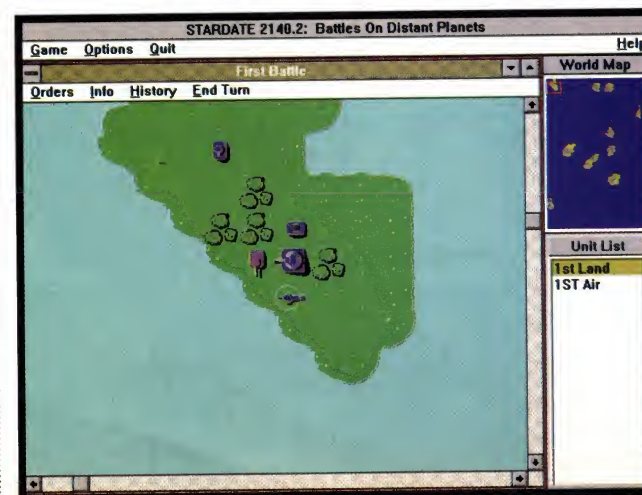 STARDATE 2140.2: Battles On Distant Planets
Game Options Quit Help
First Battle
World Map
Orders Info History End Turn
Unit List
1st Land
1ST Air